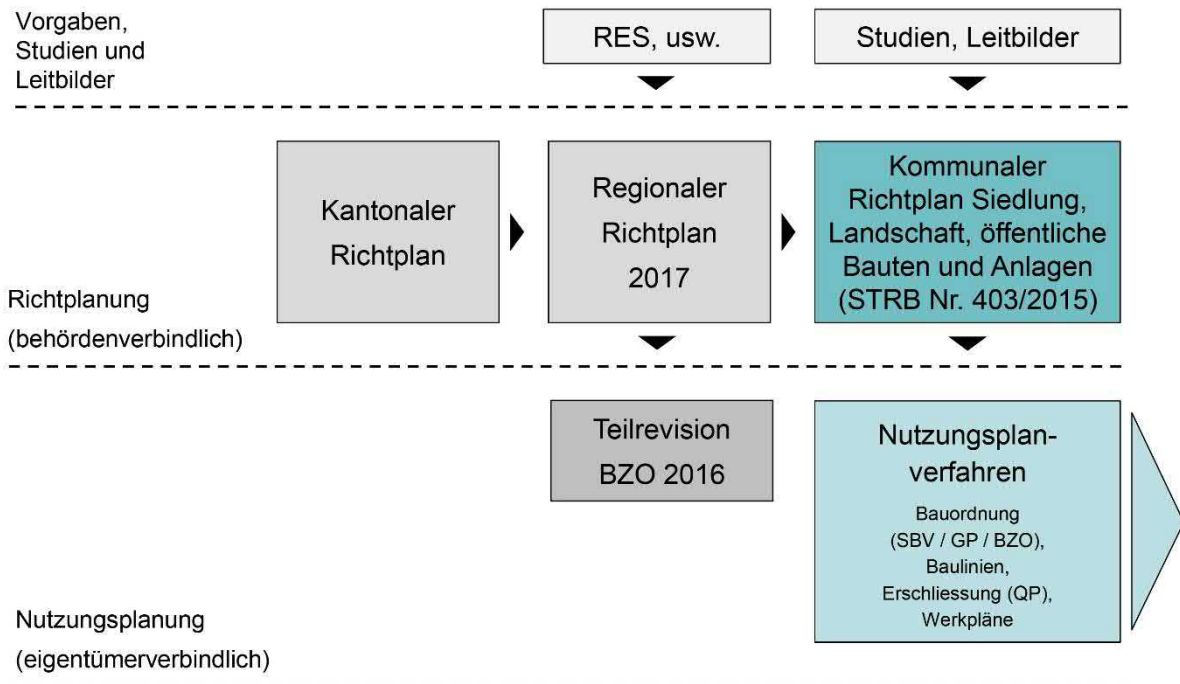 Vorgaben,
Studien und
Leitbilder
RES, usw.
Studien, Leitbilder
Kantonaler
Richtplan
Regionaler
Richtplan
2017
Kommunaler
Richtplan Siedlung,
Landschaft, öffentliche
Bauten und Anlagen
(STRB Nr. 403/2015)
Richtplanung
(behördenverbindlich)
Teilrevision
BZO 2016
Nutzungsplan-
verfahren
Bauordnung
(SBV / GP / BZO),
Baulinien,
Erschliessung (QP),
Werkpläne
Nutzungsplanung
(eigentümerverbindlich)